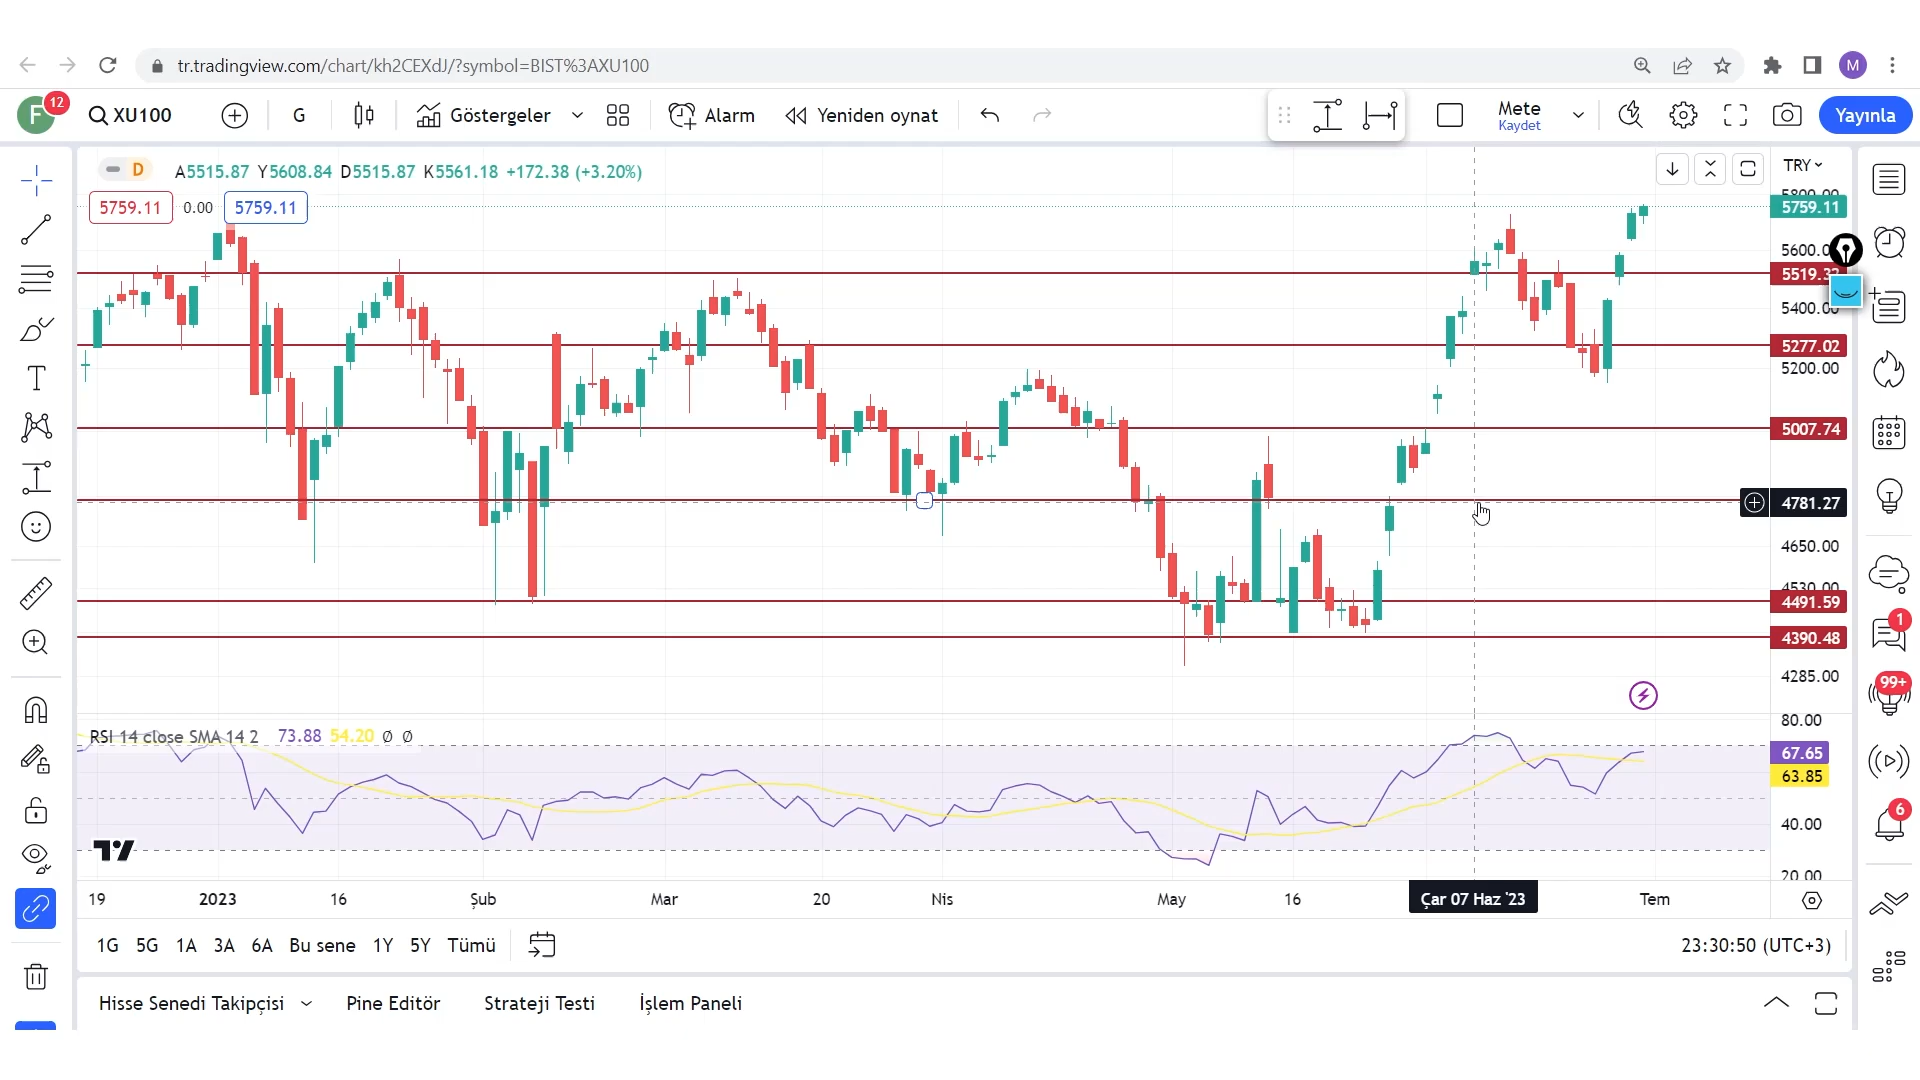 tr.tradingview.com/chart/kh2CEXdJ/?symbol=BIST%3AXU100
M
F 12 XU100 G Göstergeler Alarm Yeniden oynat Mete Kaydet Yayınla
D A5515.87 Y5608.84 D5515.87 K5561.18 +172.38 (+3.20%)
TRY
5759.11 0.00 5759.11
5800.00
5759.11
5600.00
5519.32
5400.00
5277.02
5200.00
5007.74
4781.27
4650.00
4530.00
4491.59
4390.48
4285.00
1
99+
6
RSI 14 close SMA 14 2 73.88 54.20 Ø Ø
80.00
67.65
63.85
40.00
20.00
19 2023 16 Şub Mar 20 Nis May 16 Çar 07 Haz '23 Tem
1G 5G 1A 3A 6A Bu sene 1Y 5Y Tümü 23:30:50 (UTC+3)
Hisse Senedi Takipçisi Pine Editör Strateji Testi İşlem Paneli